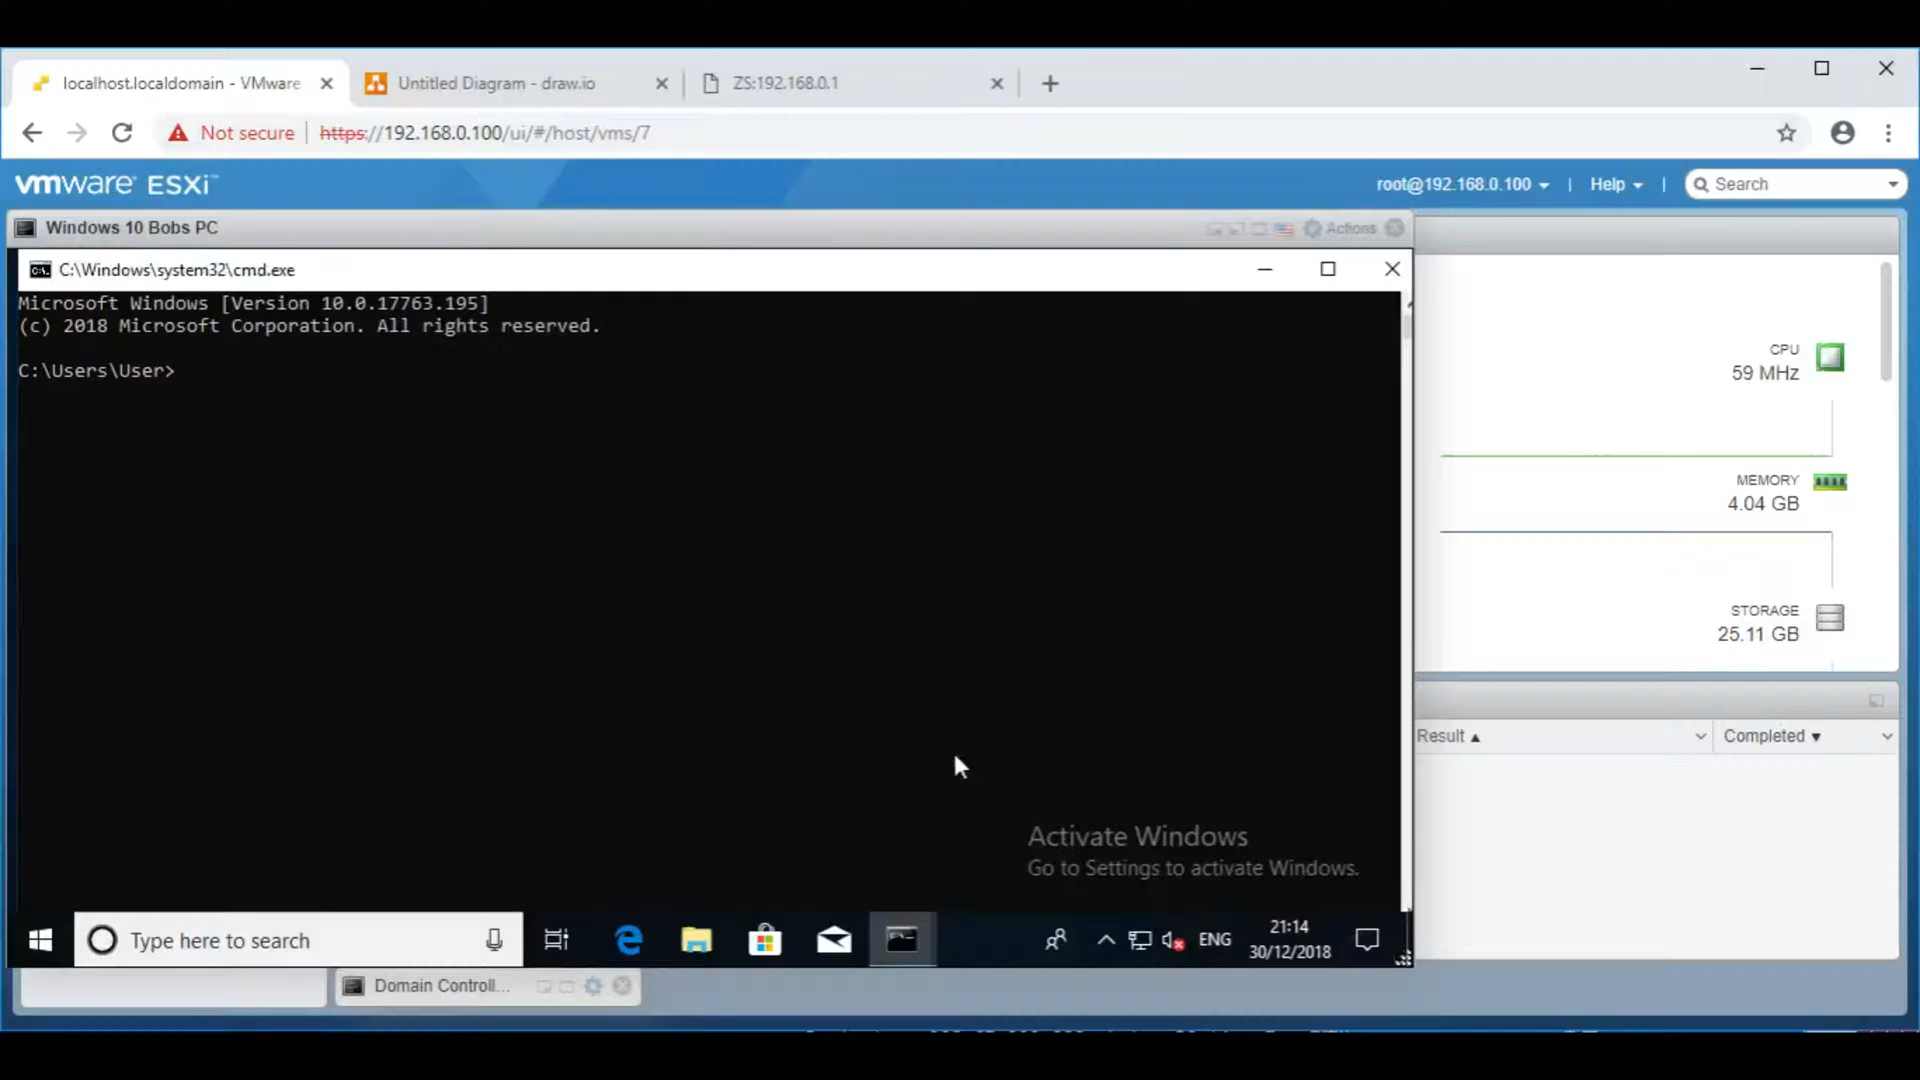 localhost.localdomain - VMware
Untitled Diagram - draw.io
ZS:192.168.0.1
Not secure
https://192.168.0.100/ui/#/host/vms/7
vmware ESXi™
root@192.168.0.100
Help
Search
Windows 10 Bobs PC
Actions
C:\Windows\system32\cmd.exe
Microsoft Windows [Version 10.0.17763.195]
(c) 2018 Microsoft Corporation. All rights reserved.
C:\Users\User>
CPU
59 MHz
MEMORY
4.04 GB
STORAGE
25.11 GB
Result
Completed
Activate Windows
Go to Settings to activate Windows.
Type here to search
ENG
21:14
30/12/2018
Domain Controll...